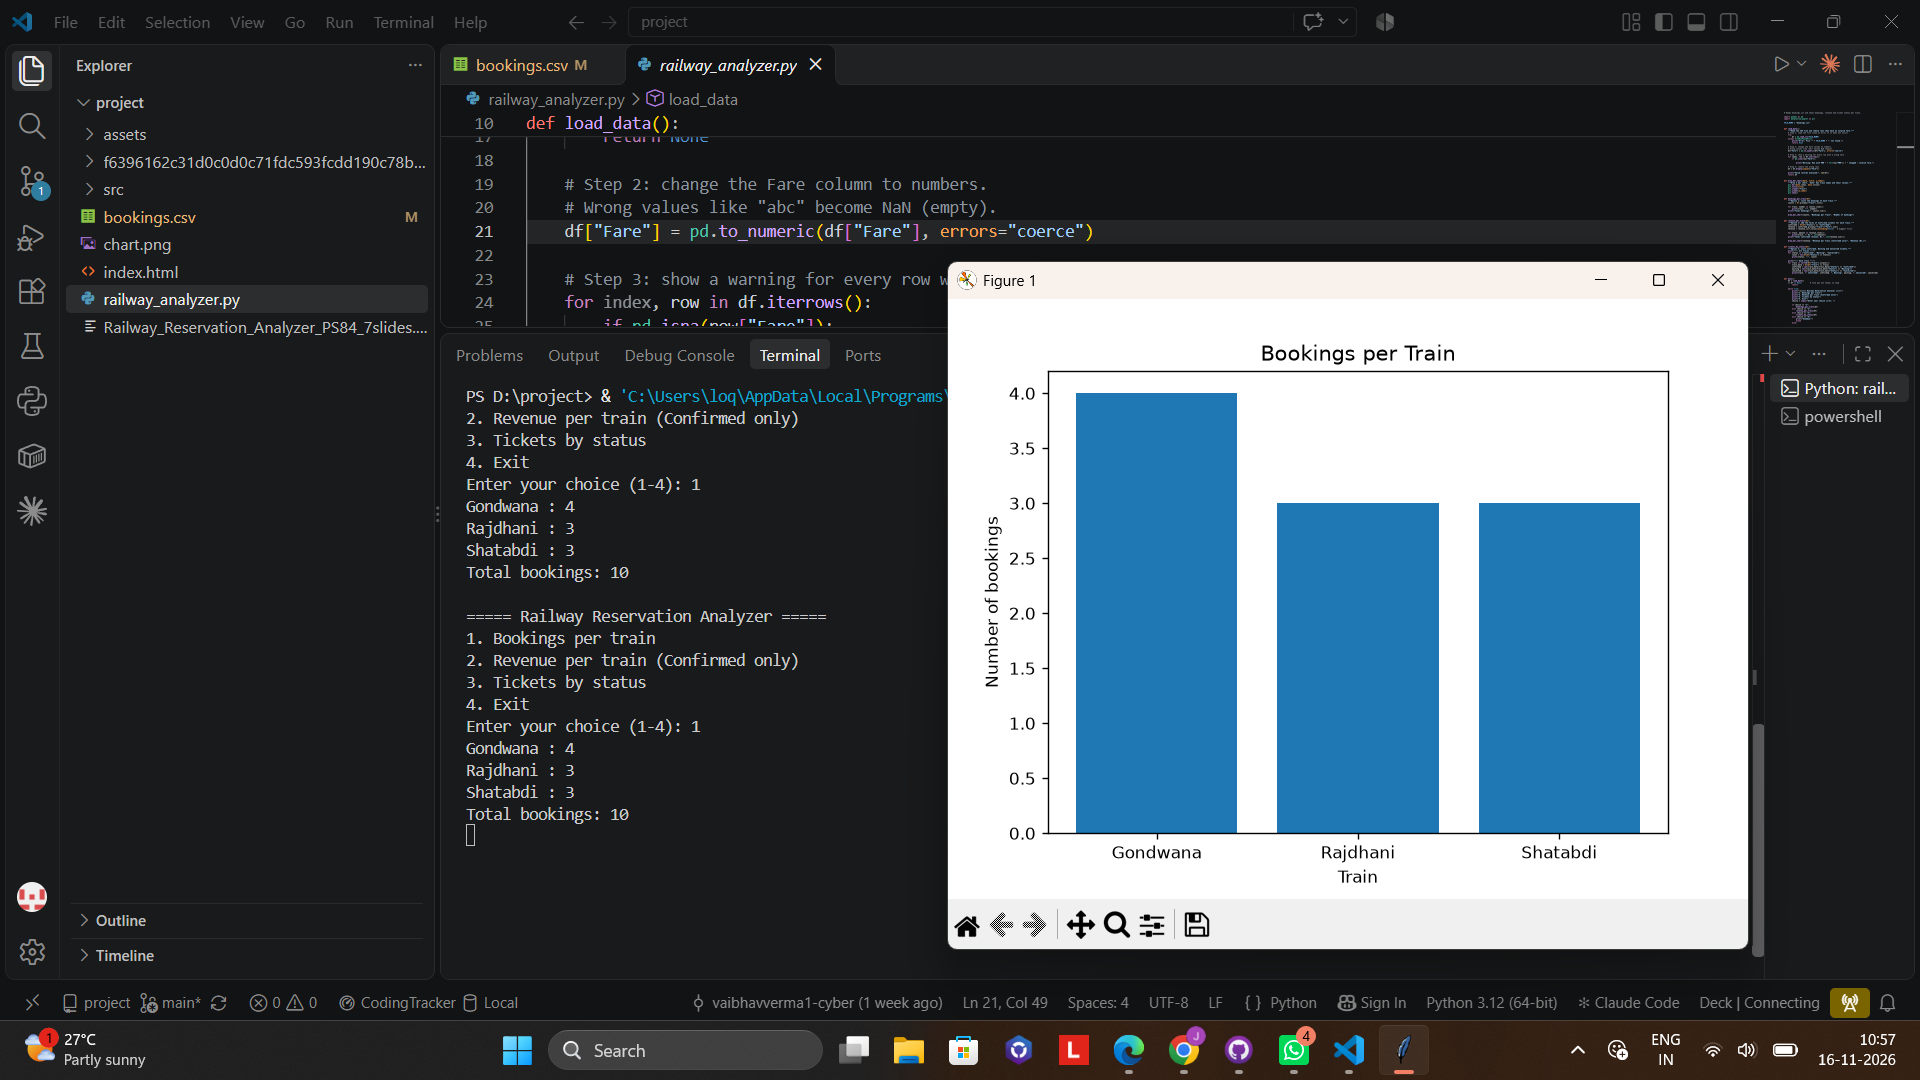 File Edit Selection View Go Run Terminal Help
project
Explorer
project
assets
f6396162c31d0c0d0c71fdc593fcdd190c78b...
src
bookings.csv M
chart.png
index.html
railway_analyzer.py
Railway_Reservation_Analyzer_PS84_7slides....
Outline
Timeline
1
bookings.csv M
railway_analyzer.py
railway_analyzer.py > load_data
10 def load_data():
17 return None
18
19 # Step 2: change the Fare column to numbers.
20 # Wrong values like "abc" become NaN (empty).
21 df["Fare"] = pd.to_numeric(df["Fare"], errors="coerce")
22
23 # Step 3: show a warning for every row w
24 for index, row in df.iterrows():
25 if pd.isna(row["Fare"]):
Problems Output Debug Console Terminal Ports
PS D:\project> & 'C:\Users\loq\AppData\Local\Programs\
2. Revenue per train (Confirmed only)
3. Tickets by status
4. Exit
Enter your choice (1-4): 1
Gondwana : 4
Rajdhani : 3
Shatabdi : 3
Total bookings: 10
===== Railway Reservation Analyzer =====
1. Bookings per train
2. Revenue per train (Confirmed only)
3. Tickets by status
4. Exit
Enter your choice (1-4): 1
Gondwana : 4
Rajdhani : 3
Shatabdi : 3
Total bookings: 10
Python: rail...
powershell
Figure 1
Bookings per Train
4.0
3.5
3.0
2.5
2.0
1.5
1.0
0.5
0.0
Number of bookings
Gondwana Rajdhani Shatabdi
Train
project main* 0 0 CodingTracker Local
vaibhavverma1-cyber (1 week ago) Ln 21, Col 49 Spaces: 4 UTF-8 LF { } Python Sign In Python 3.12 (64-bit) Claude Code Deck | Connecting
1
27°C
Partly sunny
Search
L
J
4
ENG
IN
10:57
16-11-2026